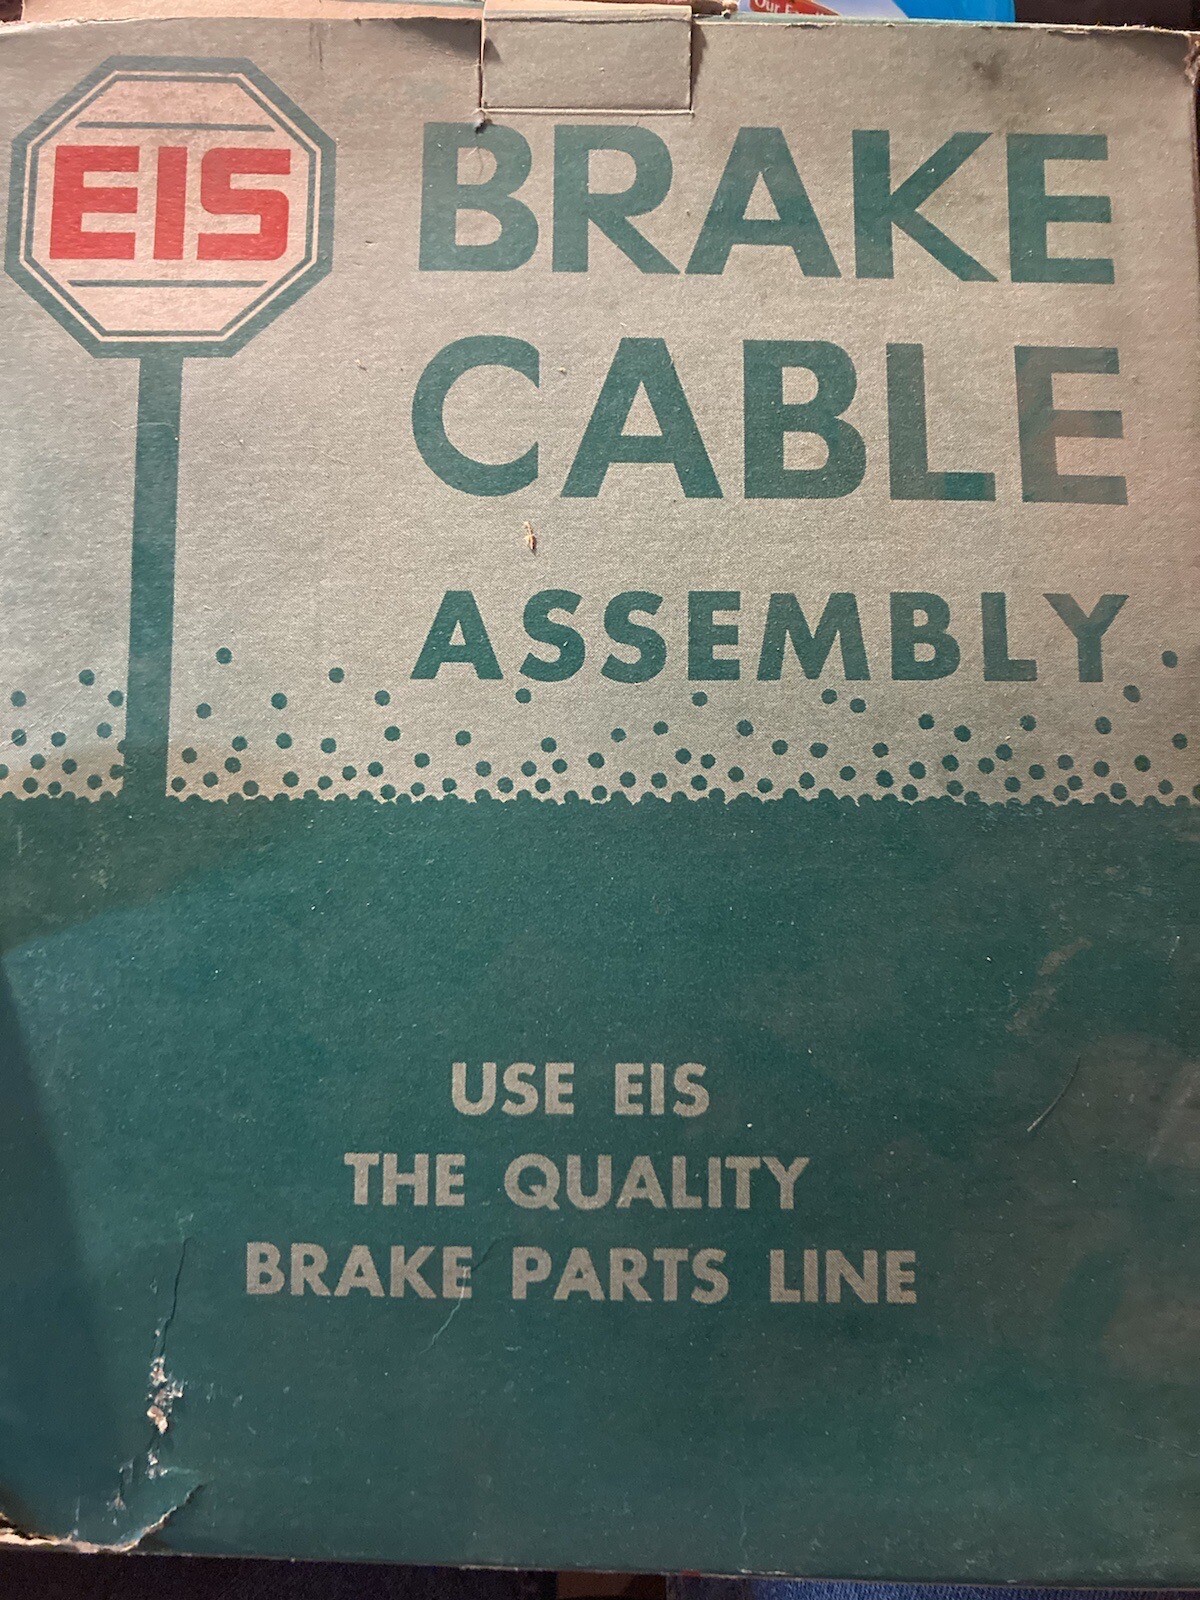 EIS
BRAKE
CABLE
ASSEMBLY
USE EIS
THE QUALITY
BRAKE PARTS LINE